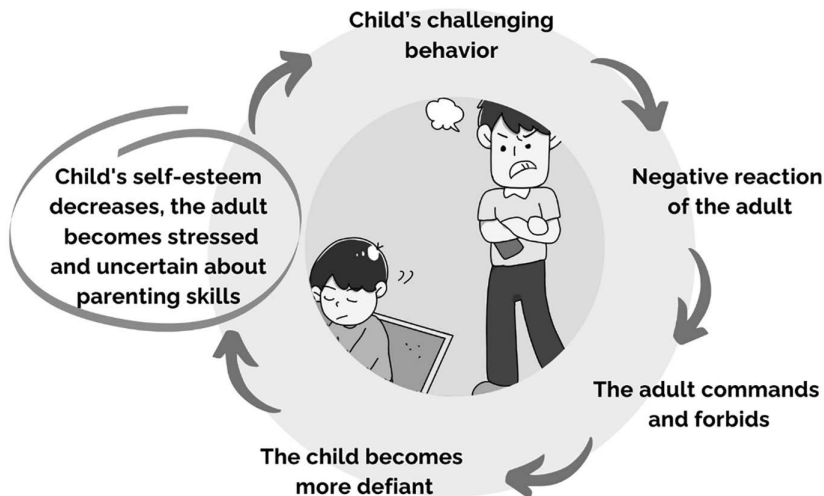 Child's challenging
behavior
Negative reaction
of the adult
The adult commands
and forbids
The child becomes
more defiant
Child's self-esteem
decreases, the adult
becomes stressed
and uncertain about
parenting skills